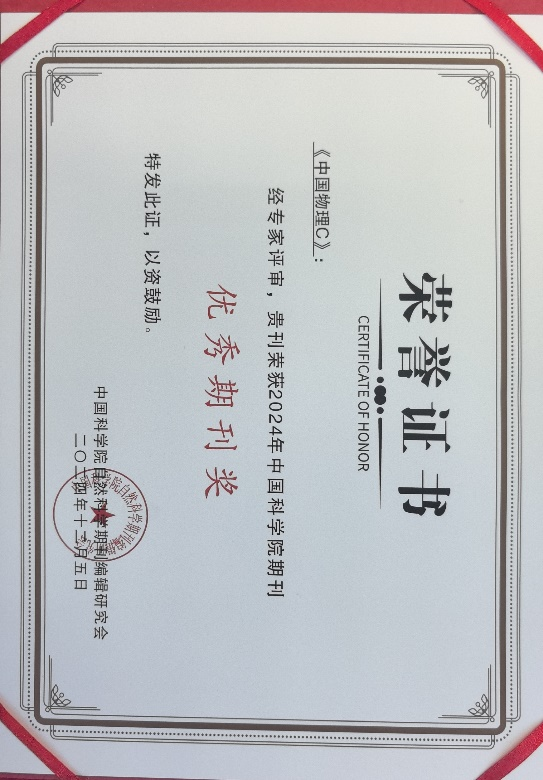 荣誉证书
CERTIFICATE OF HONOR
《中国物理C》：
经专家评审，贵刊荣获2024年中国科学院期刊
优秀期刊奖
特发此证，以资鼓励。
中国科学院自然科学期刊编辑研究会
二〇二四年十二月五日